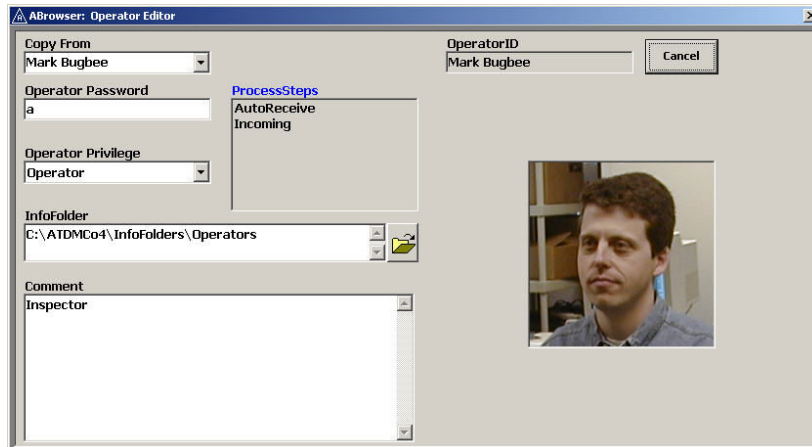 ABrowser: Operator Editor
Copy From
Mark Bugbee
OperatorID
Mark Bugbee
Cancel
Operator Password
a
ProcessSteps
AutoReceive
Incoming
Operator Privilege
Operator
InfoFolder
C:\ATDMCo4\InfoFolders\Operators
Comment
Inspector